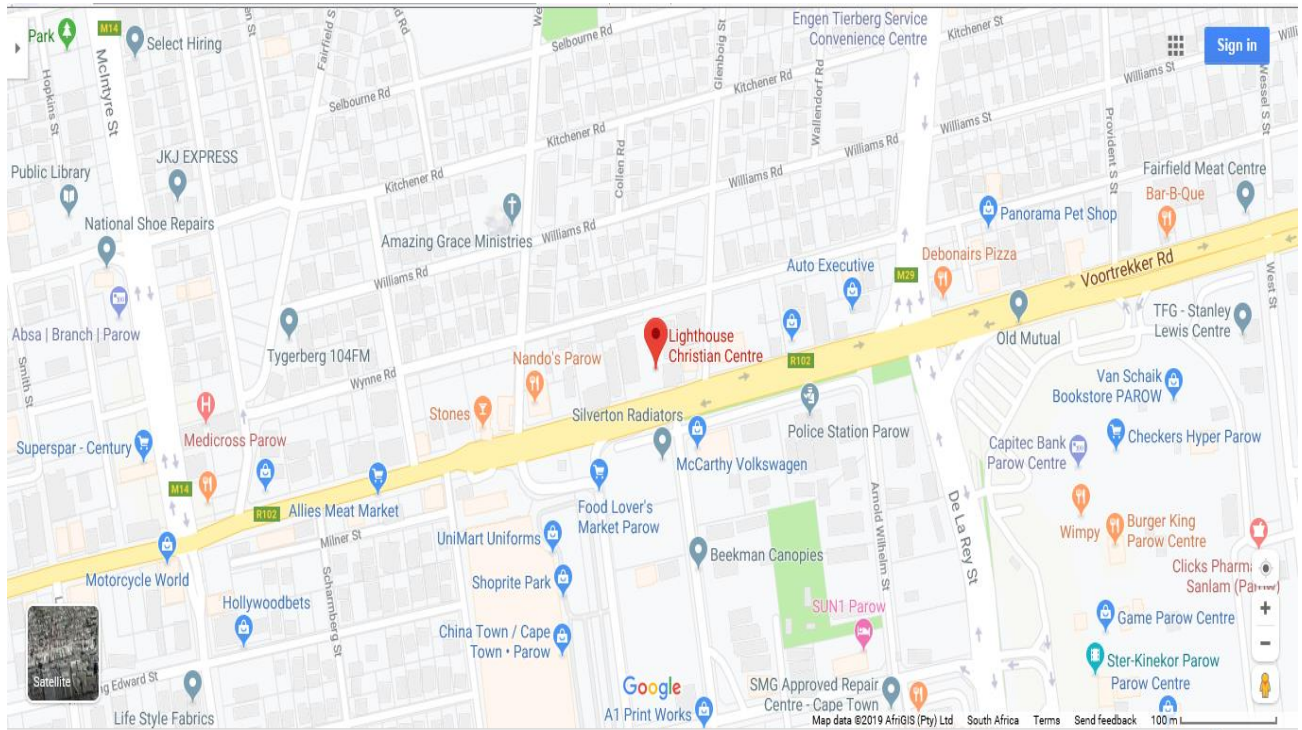 Park
M14
Select Hiring
McIntyre St
Hopkins St
Fairfield S
Selbourne Rd
Selbourne Rd
Engen Tierberg Service
Convenience Centre
Kitchener St
Sign in
Williams St
Wessel S St
Glenboig St
Kitchener Rd
Wallendorf Rd
Williams St
Provident S St
Public Library
JKJ EXPRESS
Kitchener Rd
Kitchener Rd
Collen Rd
Williams Rd
Williams Rd
Fairfield Meat Centre
Bar-B-Que
National Shoe Repairs
Amazing Grace Ministries
Williams Rd
Panorama Pet Shop
Williams Rd
Auto Executive
M29
Debonairs Pizza
Voortrekker Rd
West St
Absa | Branch | Parow
Tygerberg 104FM
Lighthouse
Christian Centre
Old Mutual
TFG - Stanley
Lewis Centre
Smith St
Wynne Rd
Nando's Parow
R102
Van Schaik
Bookstore PAROW
Stones
Silverton Radiators
Police Station Parow
Medicross Parow
Superspar - Century
McCarthy Volkswagen
Capitec Bank
Parow Centre
Checkers Hyper Parow
M14
R102
Allies Meat Market
Food Lover's
Market Parow
Arnold Wilhelm St
De La Rey St
Milner St
UniMart Uniforms
Wimpy
Burger King
Parow Centre
Beekman Canopies
Motorcycle World
Shoprite Park
Clicks Pharma
Sanlam (Parow)
Scharmberg St
Hollywoodbets
SUN1 Parow
Game Parow Centre
China Town / Cape
Town • Parow
Ster-Kinekor Parow
Parow Centre
Satellite
g Edward St
Life Style Fabrics
Google
A1 Print Works
SMG Approved Repair
Centre - Cape Town
Map data ©2019 AfriGIS (Pty) Ltd South Africa Terms Send feedback 100 m